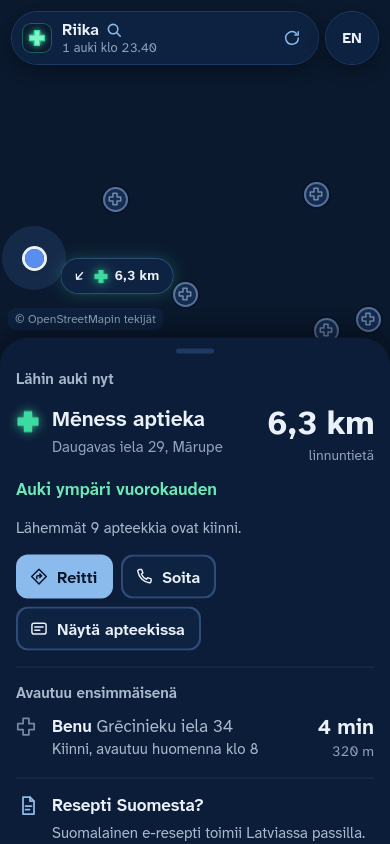 Riika
1 auki klo 23.40
EN
6,3 km
© OpenStreetMapin tekijät
Lähin auki nyt
Mēness aptieka
Daugavas iela 29, Mārupe
6,3 km
linnuntietä
Auki ympäri vuorokauden
Lähemmät 9 apteekkia ovat kiinni.
Reitti
Soita
Näytä apteekissa
Avautuu ensimmäisenä
Benu Grēcinieku iela 34
Kiinni, avautuu huomenna klo 8
4 min
320 m
Resepti Suomesta?
Suomalainen e-resepti toimii Latviassa passilla.